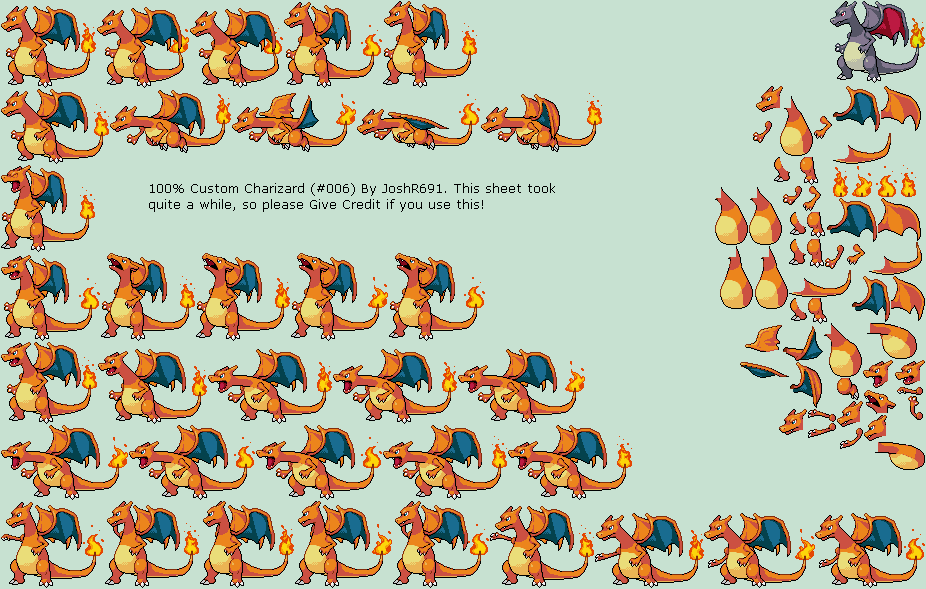 100% Custom Charizard (#006) By JoshR691. This sheet took
quite a while, so please Give Credit if you use this!